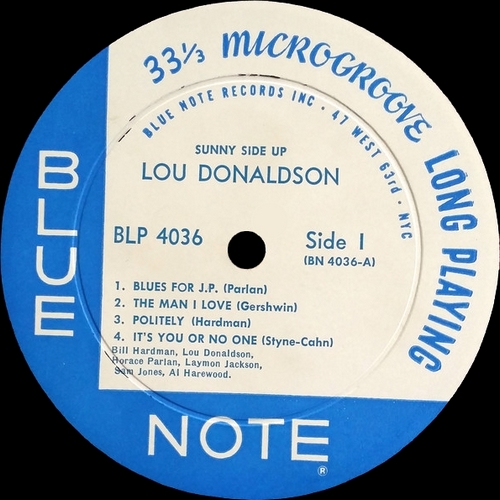 33⅓ MICROGROOVE LONG PLAYING
BLUE NOTE RECORDS INC • 47 WEST 63rd • NYC
SUNNY SIDE UP
LOU DONALDSON
BLP 4036
Side 1
(BN 4036-A)
1. BLUES FOR J.P. (Parlan)
2. THE MAN I LOVE (Gershwin)
3. POLITELY (Hardman)
4. IT'S YOU OR NO ONE (Styne-Cahn)
Bill Hardman, Lou Donaldson,
Horace Parlan, Laymon Jackson,
Sam Jones, Al Harewood.
BLUE
NOTE
®